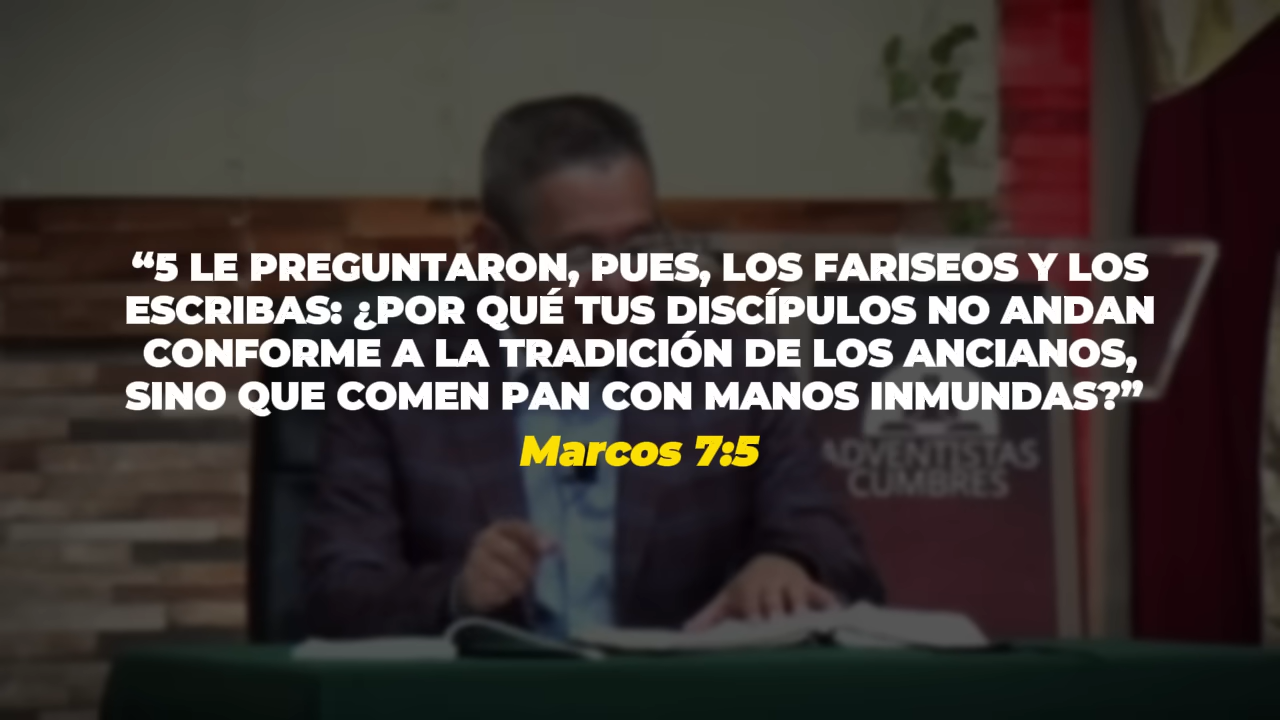 “5 LE PREGUNTARON, PUES, LOS FARISEOS Y LOS
ESCRIBAS: ¿POR QUÉ TUS DISCÍPULOS NO ANDAN
CONFORME A LA TRADICIÓN DE LOS ANCIANOS,
SINO QUE COMEN PAN CON MANOS INMUNDAS?”
Marcos 7:5
ADVENTISTAS
CUMBRES